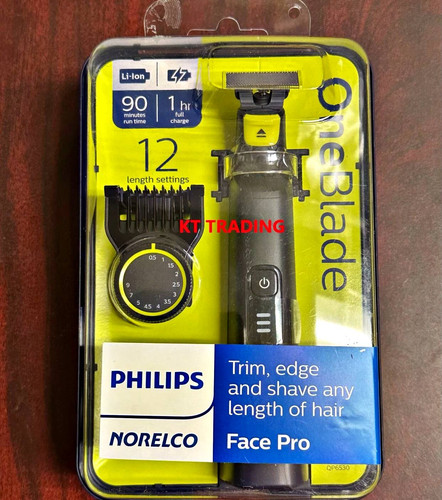 Li-Ion
90
minutes
run time
1 hr
full
charge
12
length settings
OneBlade
KT TRADING
0.5
1
1.5
2
2.5
3
3.5
4
5
7
9
PHILIPS
NORELCO
Trim, edge
and shave any
length of hair
Face Pro
QP6530